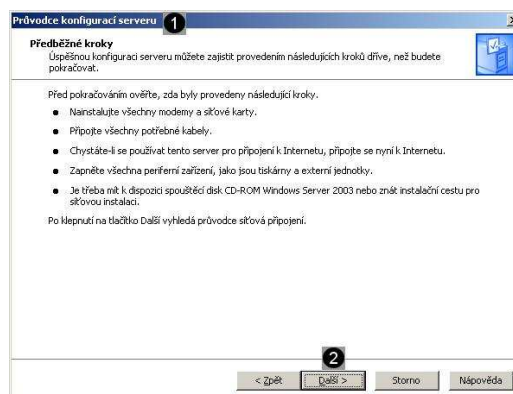 Průvodce konfigurací serveru 1
Předběžné kroky
Úspěšnou konfiguraci serveru můžete zajistit provedením následujících kroků dříve, než budete
pokračovat.
Před pokračováním ověřte, zda byly provedeny následující kroky.
● Nainstalujte všechny modemy a síťové karty.
● Připojte všechny potřebné kabely.
● Chystáte-li se používat tento server pro připojení k Internetu, připojte se nyní k Internetu.
● Zapněte všechna periferní zařízení, jako jsou tiskárny a externí jednotky.
● Je třeba mít k dispozici spouštěcí disk CD-ROM Windows Server 2003 nebo znát instalační cestu pro
síťovou instalaci.
Po klepnutí na tlačítko Další vyhledá průvodce síťová připojení.
2
< Zpět Další > Storno Nápověda